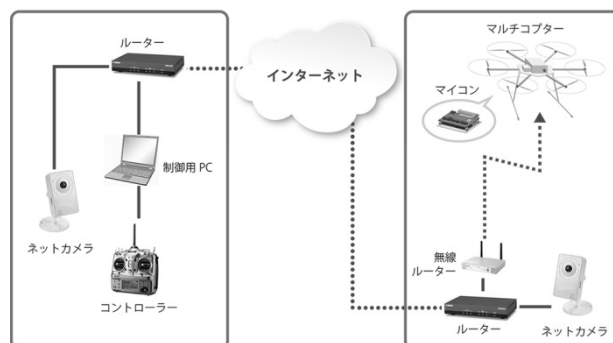 ルーター
インターネット
制御用 PC
ネットカメラ
コントローラー
マルチコプター
マイコン
無線
ルーター
ルーター
ネットカメラ